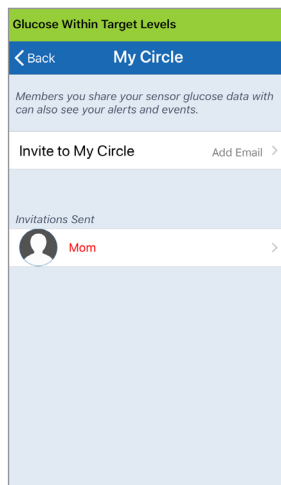 Glucose Within Target Levels
Back My Circle
Members you share your sensor glucose data with
can also see your alerts and events.
Invite to My Circle Add Email
Invitations Sent
Mom